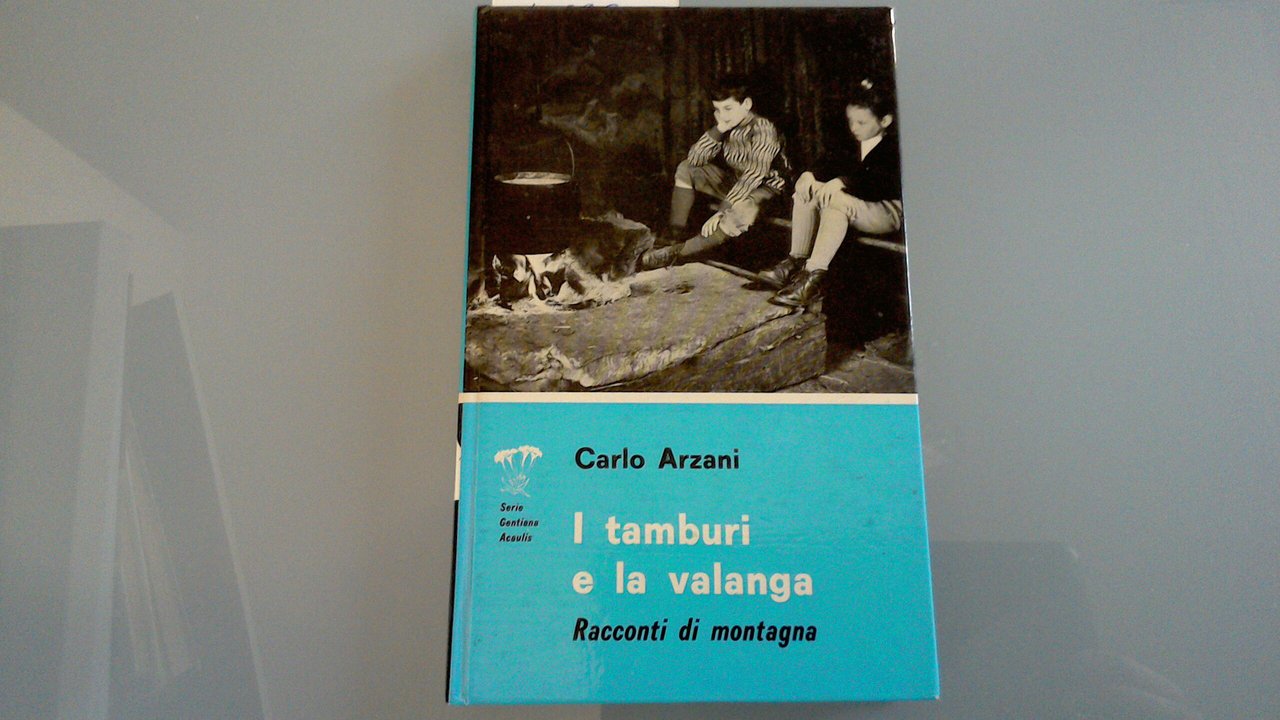 Carlo Arzani
Serie
Gentiana
Acaulis
I tamburi
e la valanga
Racconti di montagna